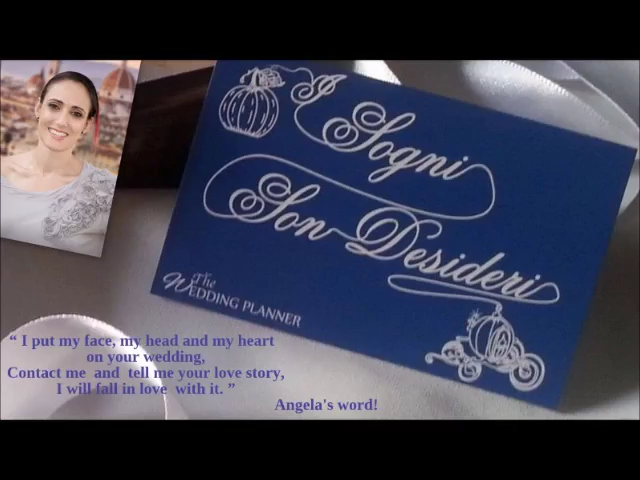 I Sogni
Son Desideri
The
WEDDING PLANNER
“ I put my face, my head and my heart
on your wedding,
Contact me and tell me your love story,
I will fall in love with it. ”
Angela's word!